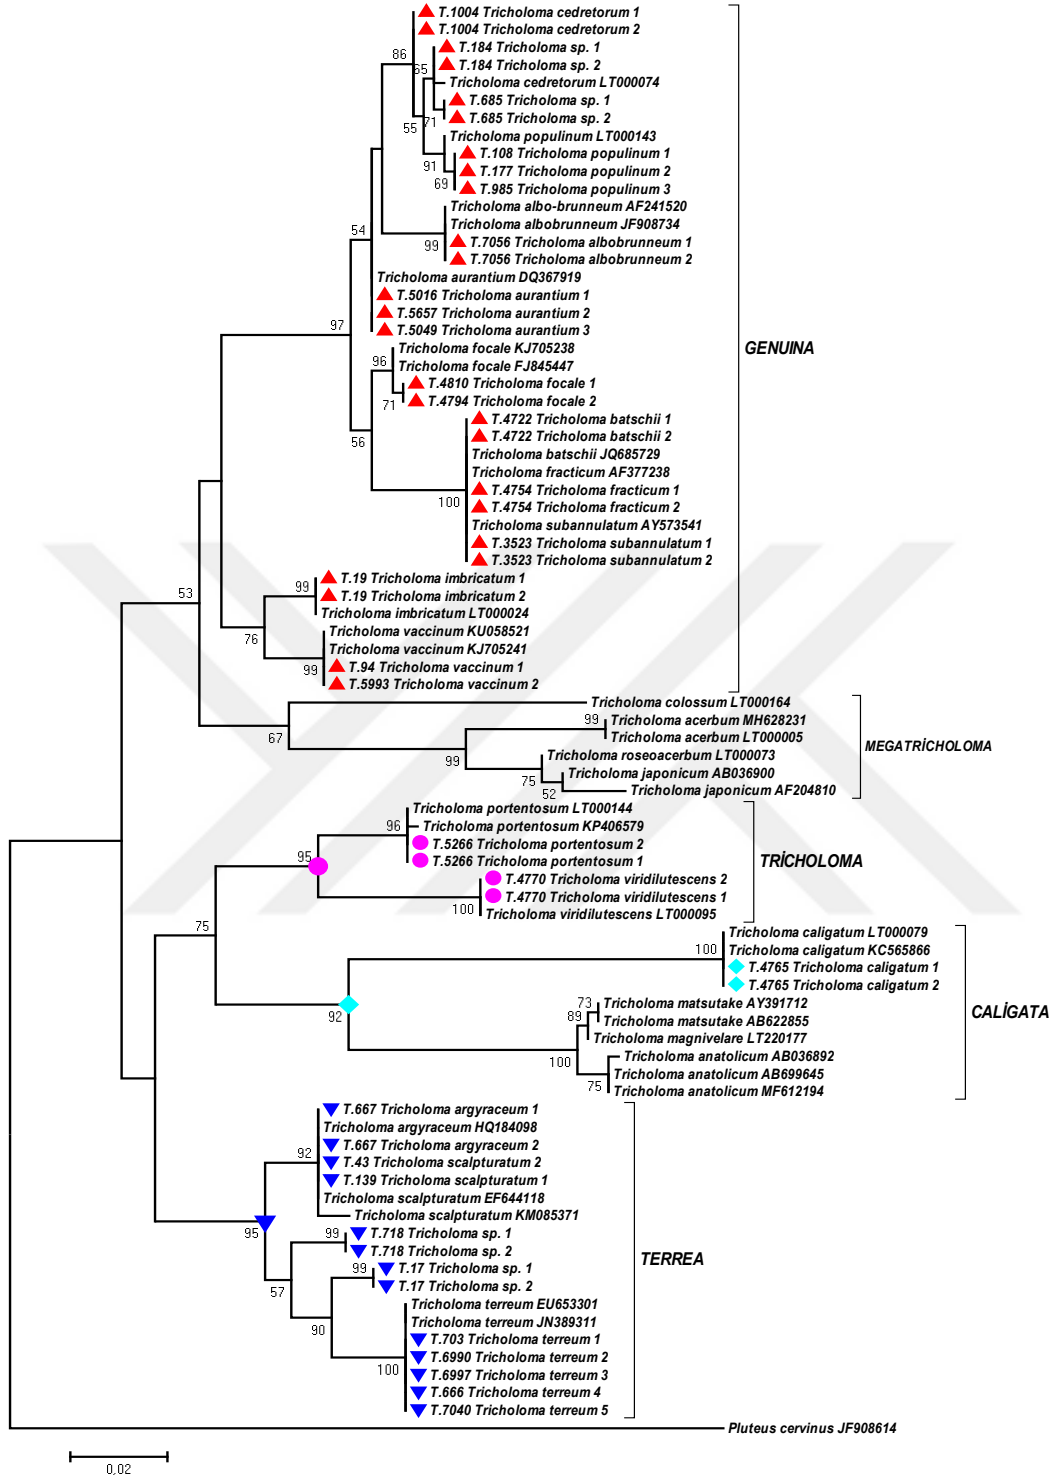 T.1004 Tricholoma cedretorum 1
T.1004 Tricholoma cedretorum 2
86
T.184 Tricholoma sp. 1
65
T.184 Tricholoma sp. 2
Tricholoma cedretorum LT000074
T.685 Tricholoma sp. 1
T.685 Tricholoma sp. 2
71
55
Tricholoma populinum LT000143
T.108 Tricholoma populinum 1
91
T.177 Tricholoma populinum 2
69
T.985 Tricholoma populinum 3
Tricholoma albo-brunneum AF241520
Tricholoma albobrunneum JF908734
54
99
T.7056 Tricholoma albobrunneum 1
T.7056 Tricholoma albobrunneum 2
Tricholoma aurantium DQ367919
T.5016 Tricholoma aurantium 1
T.5657 Tricholoma aurantium 2
97
T.5049 Tricholoma aurantium 3
GENUINA
Tricholoma focale KJ705238
96
Tricholoma focale FJ845447
T.4810 Tricholoma focale 1
71
T.4794 Tricholoma focale 2
T.4722 Tricholoma batschii 1
56
T.4722 Tricholoma batschii 2
Tricholoma batschii JQ685729
Tricholoma fracticum AF377238
T.4754 Tricholoma fracticum 1
100
T.4754 Tricholoma fracticum 2
Tricholoma subannulatum AY573541
T.3523 Tricholoma subannulatum 1
T.3523 Tricholoma subannulatum 2
53
T.19 Tricholoma imbricatum 1
99
T.19 Tricholoma imbricatum 2
Tricholoma imbricatum LT000024
76
Tricholoma vaccinum KU058521
Tricholoma vaccinum KJ705241
99
T.94 Tricholoma vaccinum 1
T.5993 Tricholoma vaccinum 2
Tricholoma colossum LT000164
99
Tricholoma acerbum MH628231
67
Tricholoma acerbum LT000005
MEGATRİCHOLOMA
99
Tricholoma roseoacerbum LT000073
75
Tricholoma japonicum AB036900
52
Tricholoma japonicum AF204810
Tricholoma portentosum LT000144
96
Tricholoma portentosum KP406579
T.5266 Tricholoma portentosum 2
95
T.5266 Tricholoma portentosum 1
TRİCHOLOMA
T.4770 Tricholoma viridilutescens 2
T.4770 Tricholoma viridilutescens 1
100
Tricholoma viridilutescens LT000095
75
Tricholoma caligatum LT000079
100
Tricholoma caligatum KC565866
T.4765 Tricholoma caligatum 1
T.4765 Tricholoma caligatum 2
92
73
Tricholoma matsutake AY391712
89
Tricholoma matsutake AB622855
CALİGATA
Tricholoma magnivelare LT220177
100
Tricholoma anatolicum AB036892
Tricholoma anatolicum AB699645
75
Tricholoma anatolicum MF612194
T.667 Tricholoma argyraceum 1
Tricholoma argyraceum HQ184098
T.667 Tricholoma argyraceum 2
92
T.43 Tricholoma scalpturatum 2
T.139 Tricholoma scalpturatum 1
Tricholoma scalpturatum EF644118
Tricholoma scalpturatum KM085371
95
99
T.718 Tricholoma sp. 1
T.718 Tricholoma sp. 2
TERREA
99
T.17 Tricholoma sp. 1
57
T.17 Tricholoma sp. 2
Tricholoma terreum EU653301
Tricholoma terreum JN389311
90
T.703 Tricholoma terreum 1
T.6990 Tricholoma terreum 2
100
T.6997 Tricholoma terreum 3
T.666 Tricholoma terreum 4
T.7040 Tricholoma terreum 5
Pluteus cervinus JF908614
0,02